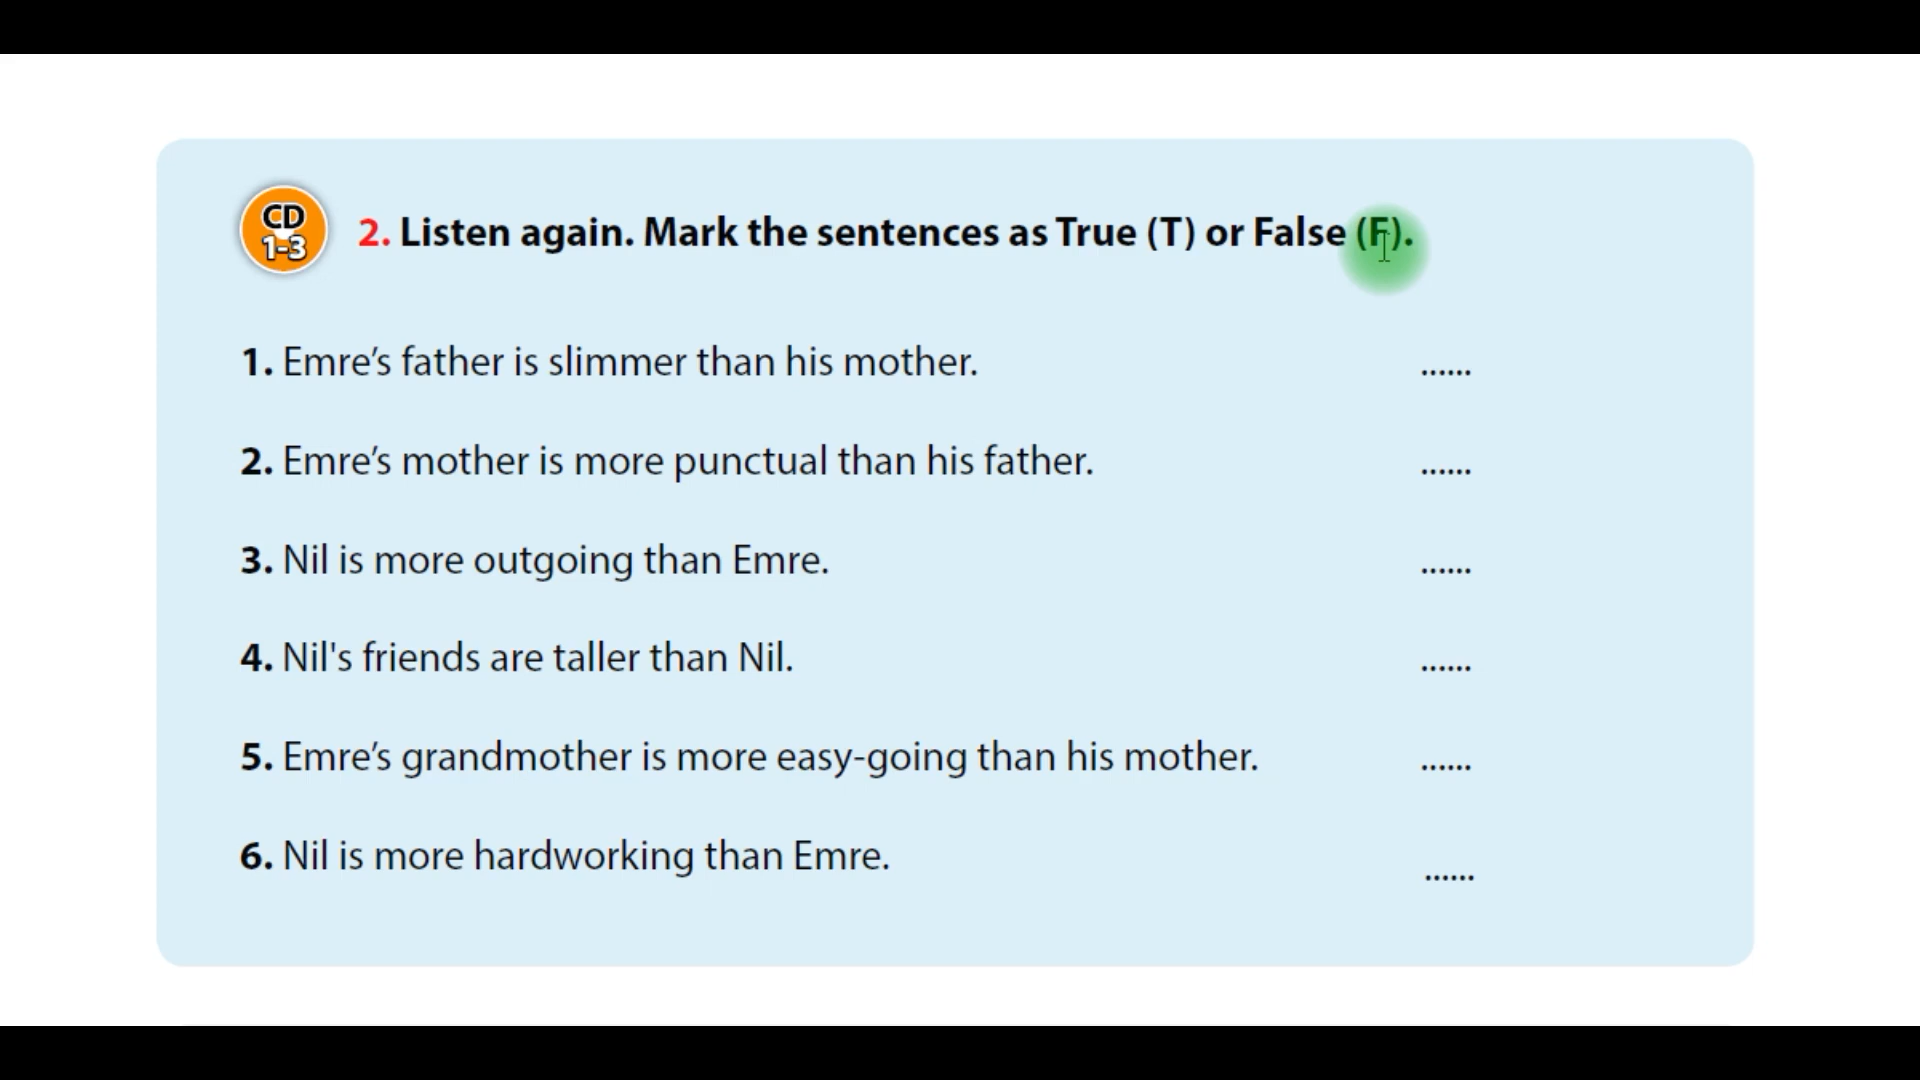 CD
1-3
2. Listen again. Mark the sentences as True (T) or False (F).
1. Emre’s father is slimmer than his mother. ......
2. Emre’s mother is more punctual than his father. ......
3. Nil is more outgoing than Emre. ......
4. Nil's friends are taller than Nil. ......
5. Emre’s grandmother is more easy-going than his mother. ......
6. Nil is more hardworking than Emre. ......